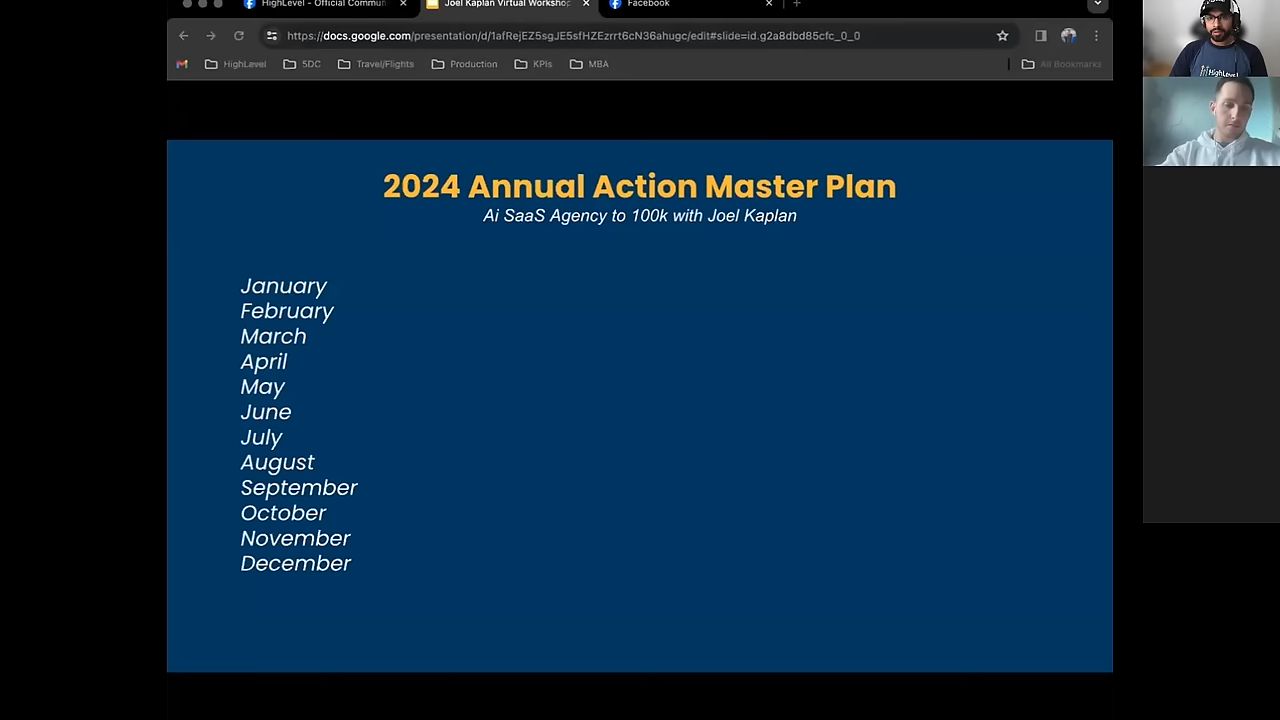 HighLevel - Official Commun
Joel Kaplan Virtual Workshop
Facebook
https://docs.google.com/presentation/d/1afRejEZ5sgJE5sfHZEzrrt6cN36ahugc/edit#slide=id.g2a8dbd85cfc_0_0
HighLevel
5DC
Travel/Flights
Production
KPIs
MBA
All Bookmarks
HighLevel
2024 Annual Action Master Plan
Ai SaaS Agency to 100k with Joel Kaplan
January
February
March
April
May
June
July
August
September
October
November
December